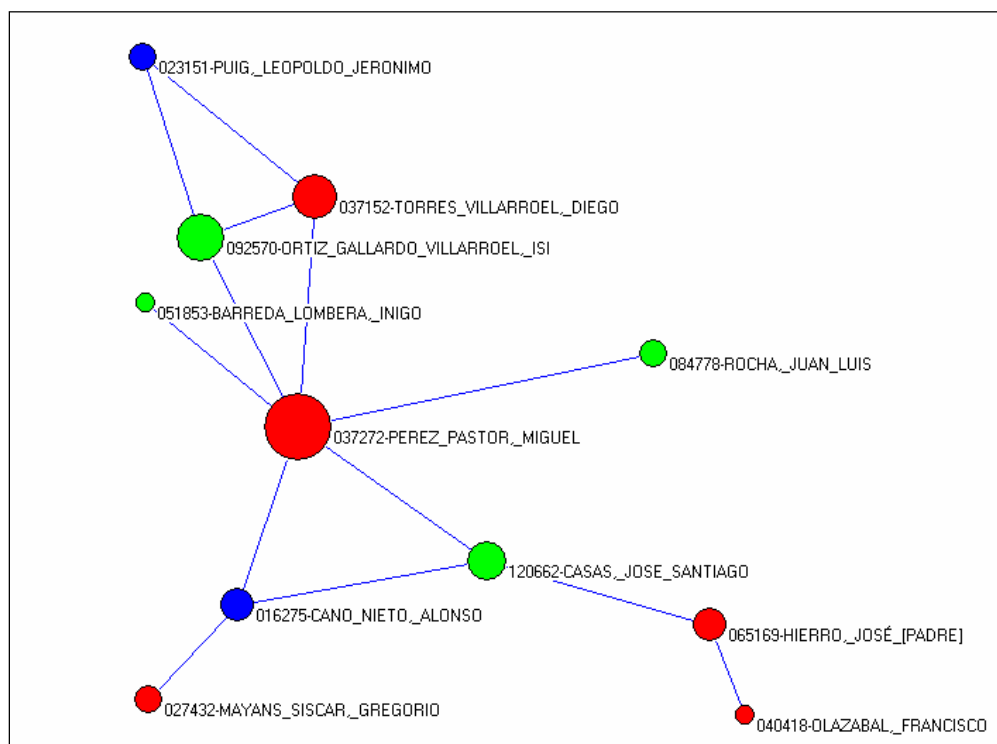 023151-PUIG,_LEOPOLDO_JERONIMO
037152-TORRES_VILLARROEL,_DIEGO
092570-ORTIZ_GALLARDO_VILLARROEL,_ISI
051853-BARREDA_LOMBERA,_INIGO
084778-ROCHA,_JUAN_LUIS
037272-PEREZ_PASTOR,_MIGUEL
120662-CASAS,_JOSE_SANTIAGO
016275-CANO_NIETO,_ALONSO
065169-HIERRO,_JOSÉ_[PADRE]
027432-MAYANS_SISCAR,_GREGORIO
040418-OLAZABAL,_FRANCISCO